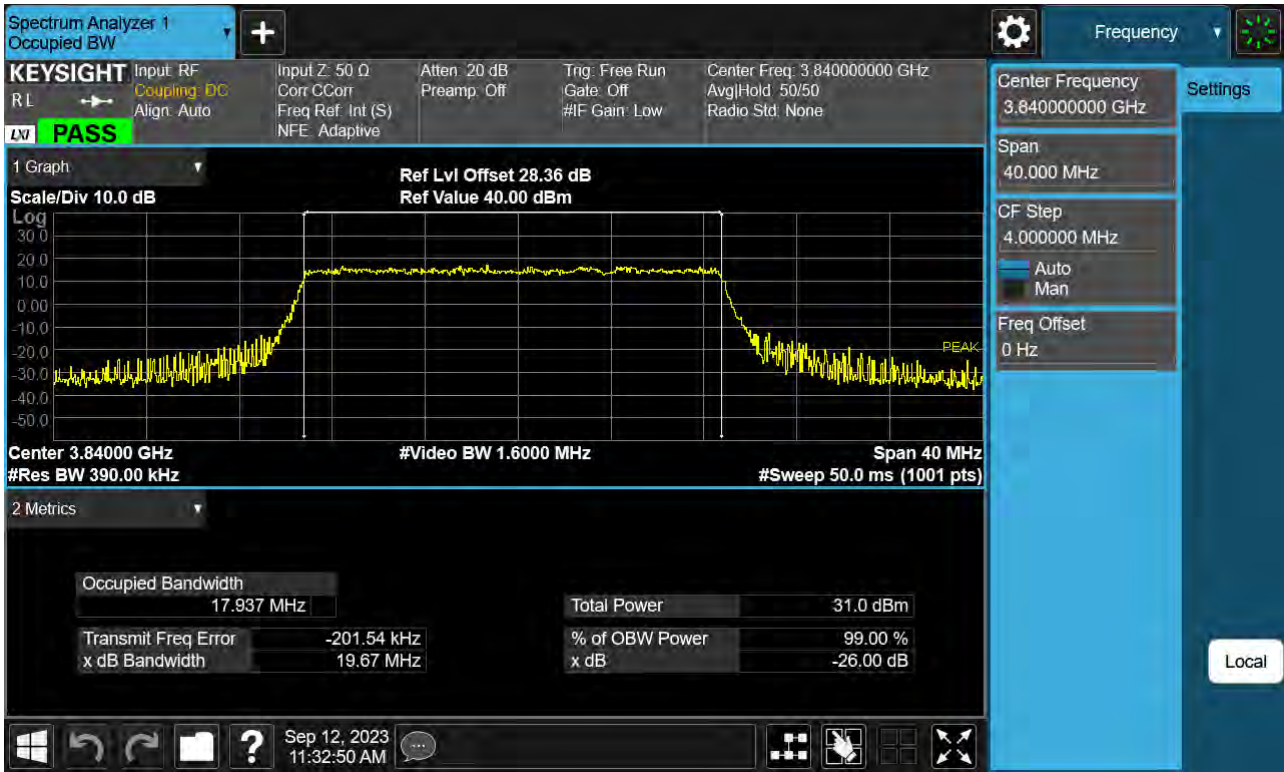 Spectrum Analyzer 1
Occupied BW
+
Frequency
KEYSIGHT
RL
LXI PASS
Input: RF
Coupling: DC
Align: Auto
Input Z: 50 Ω
Corr CCorr
Freq Ref: Int (S)
NFE: Adaptive
Atten: 20 dB
Preamp: Off
Trig: Free Run
Gate: Off
#IF Gain: Low
Center Freq: 3.840000000 GHz
Avg|Hold: 50/50
Radio Std: None
Center Frequency
3.840000000 GHz
Settings
Span
40.000 MHz
CF Step
4.000000 MHz
Auto
Man
Freq Offset
0 Hz
1 Graph
Scale/Div 10.0 dB
Ref Lvl Offset 28.36 dB
Ref Value 40.00 dBm
Log
30.0
20.0
10.0
0.00
-10.0
-20.0
-30.0
-40.0
-50.0
PEAK
Center 3.84000 GHz
#Video BW 1.6000 MHz
Span 40 MHz
#Res BW 390.00 kHz
#Sweep 50.0 ms (1001 pts)
2 Metrics
Occupied Bandwidth
17.937 MHz
Total Power 31.0 dBm
Transmit Freq Error -201.54 kHz
% of OBW Power 99.00 %
x dB Bandwidth 19.67 MHz
x dB -26.00 dB
Local
?
Sep 12, 2023
11:32:50 AM